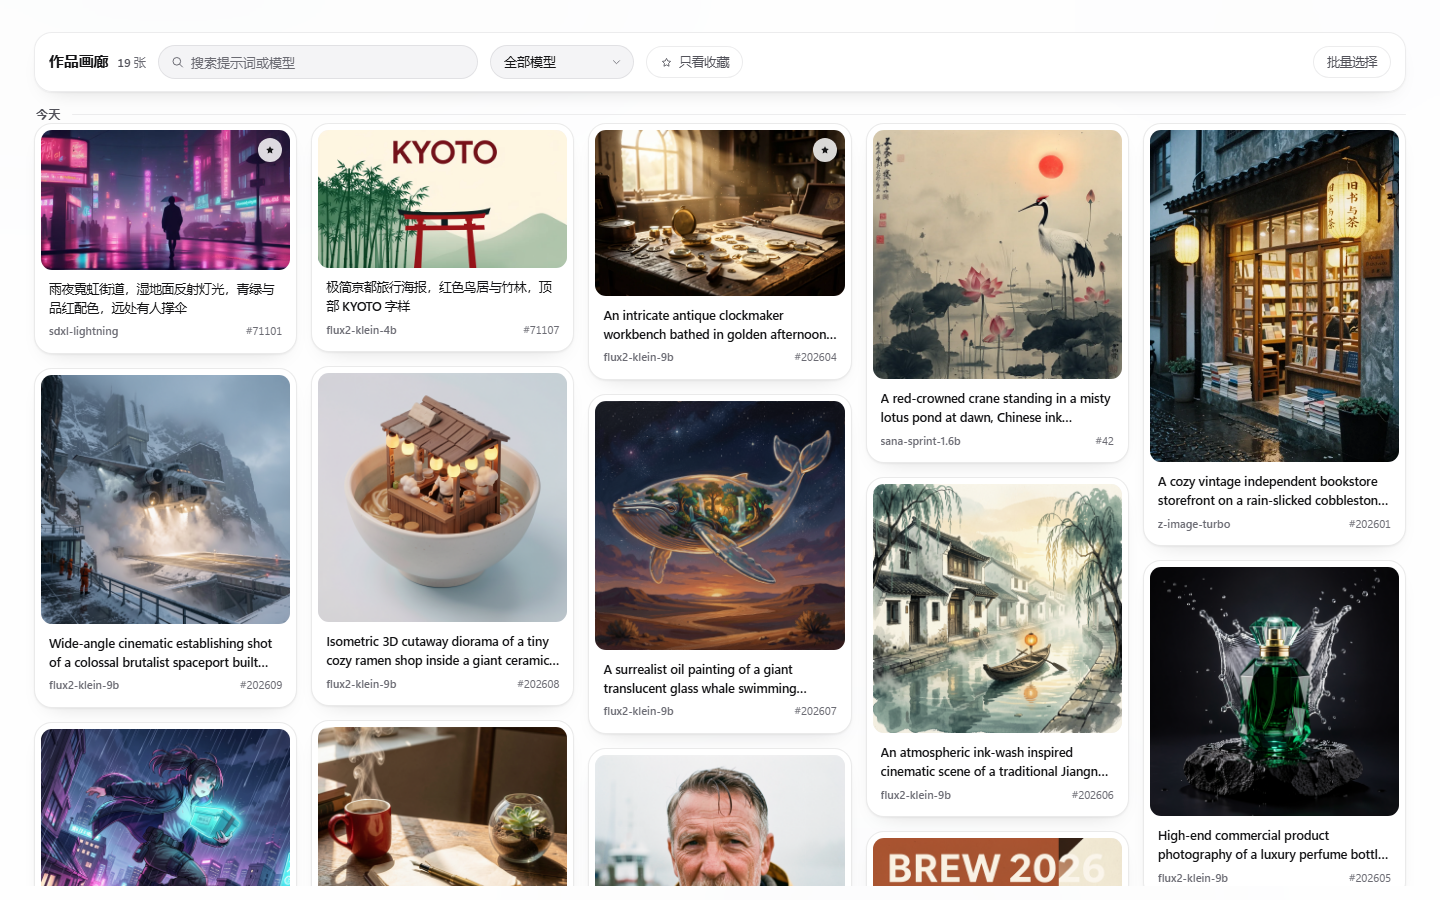 作品画廊
19 张
搜索提示词或模型
全部模型
只看收藏
批量选择
今天
雨夜霓虹街道，湿地面反射灯光，青绿与
品红配色，远处有人撑伞
sdxl-lightning
#71101
KYOTO
极简京都旅行海报，红色鸟居与竹林，顶
部 KYOTO 字样
flux2-klein-4b
#71107
An intricate antique clockmaker
workbench bathed in golden afternoon...
flux2-klein-9b
#202604
A red-crowned crane standing in a misty
lotus pond at dawn, Chinese ink...
sana-sprint-1.6b
#42
旧书与茶
旧书与茶
A cozy vintage independent bookstore
storefront on a rain-slicked cobbleston...
z-image-turbo
#202601
Wide-angle cinematic establishing shot
of a colossal brutalist spaceport built...
flux2-klein-9b
#202609
Isometric 3D cutaway diorama of a tiny
cozy ramen shop inside a giant ceramic...
flux2-klein-9b
#202608
A surrealist oil painting of a giant
translucent glass whale swimming...
flux2-klein-9b
#202607
An atmospheric ink-wash inspired
cinematic scene of a traditional Jiangn...
flux2-klein-9b
#202606
High-end commercial product
photography of a luxury perfume bottl...
flux2-klein-9b
#202605
BREW 2026